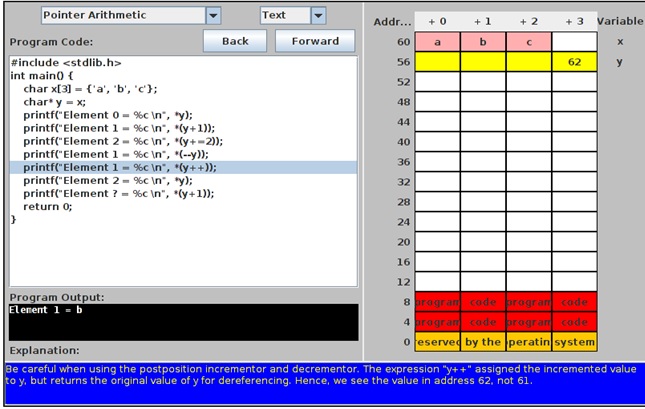 Pointer Arithmetic Text
Program Code: Back Forward
#include <stdlib.h>
int main() {
char x[3] = {'a', 'b', 'c'};
char* y = x;
printf("Element 0 = %c \n", *y);
printf("Element 1 = %c \n", *(y+1));
printf("Element 2 = %c \n", *(y+=2));
printf("Element 1 = %c \n", *(--y));
printf("Element 1 = %c \n", *(y++));
printf("Element 2 = %c \n", *y);
printf("Element ? = %c \n", *(y+1));
return 0;
}
Program Output:
Element 1 = b
Explanation:
Be careful when using the postposition incrementor and decrementor. The expression "y++" assigned the incremented value
to y, but returns the original value of y for dereferencing. Hence, we see the value in address 62, not 61.
Addr... + 0 + 1 + 2 + 3 Variable
60 a b c x
56 62 y
52
48
44
40
36
32
28
24
20
16
12
8 program code program code
4 program code program code
0 reserved by the operatin system